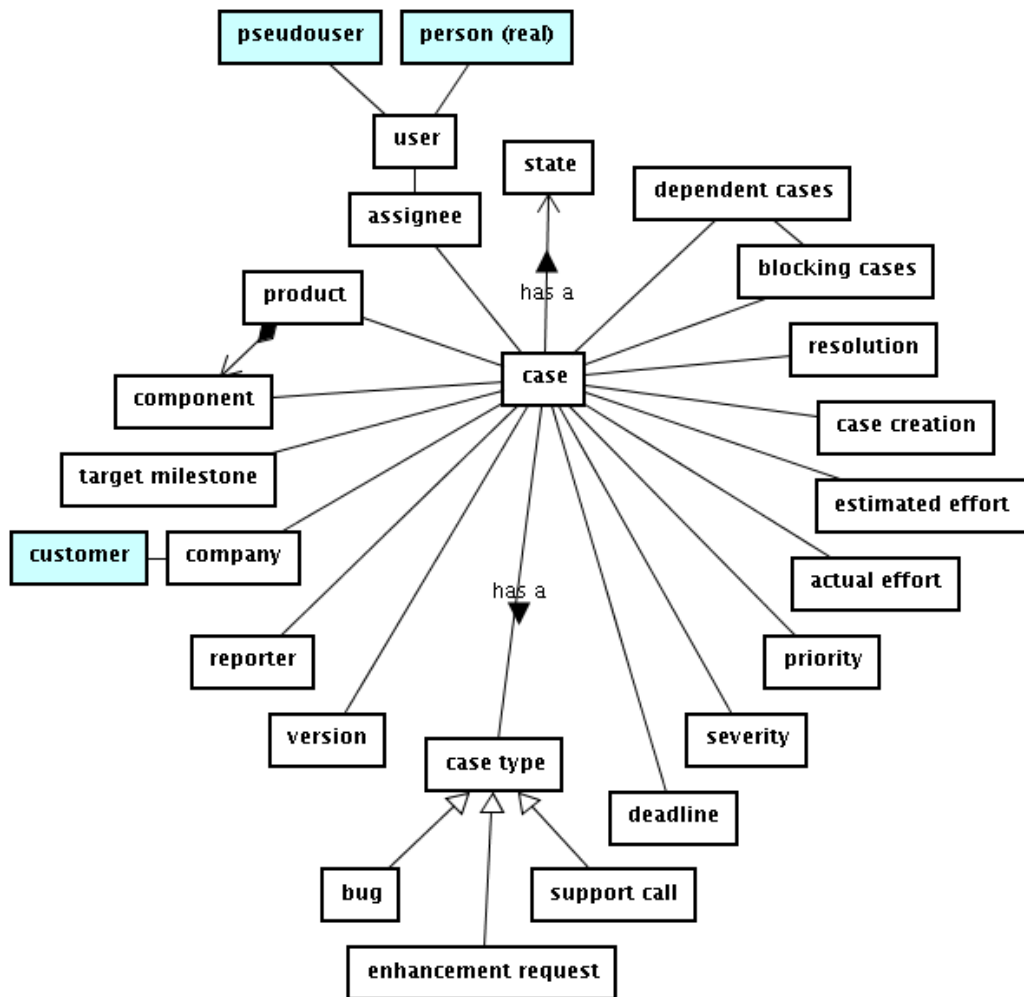 pseudouser
person (real)
user
state
dependent cases
assignee
blocking cases
product
has a
resolution
case
component
case creation
target milestone
estimated effort
customer
company
actual effort
has a
reporter
priority
version
severity
case type
deadline
bug
support call
enhancement request